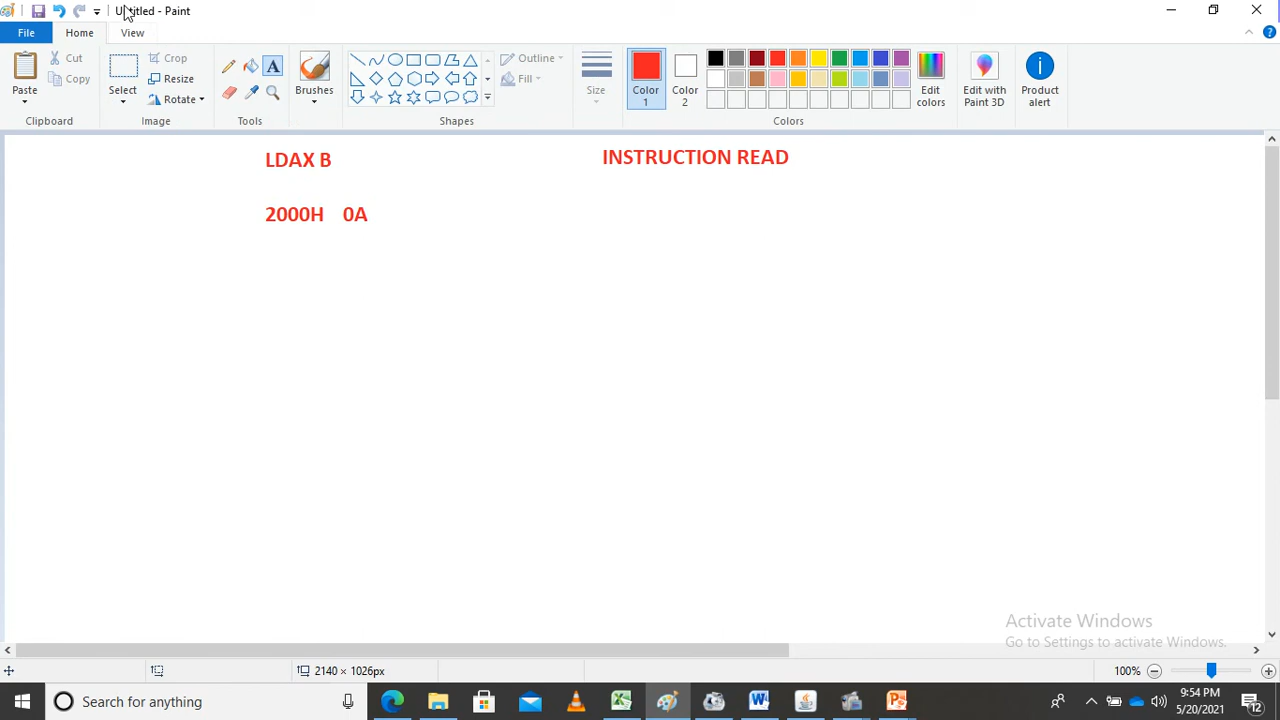 Untitled - Paint
File Home View
Paste
Cut
Copy
Clipboard
Select
Crop
Resize
Rotate
Image
A
Tools
Brushes
Outline
Fill
Shapes
Size
Color 1
Color 2
Edit colors
Colors
Edit with Paint 3D
Product alert
LDAX B INSTRUCTION READ
2000H 0A
Activate Windows
Go to Settings to activate Windows.
2140 × 1026px
100%
Search for anything
9:54 PM
5/20/2021
12